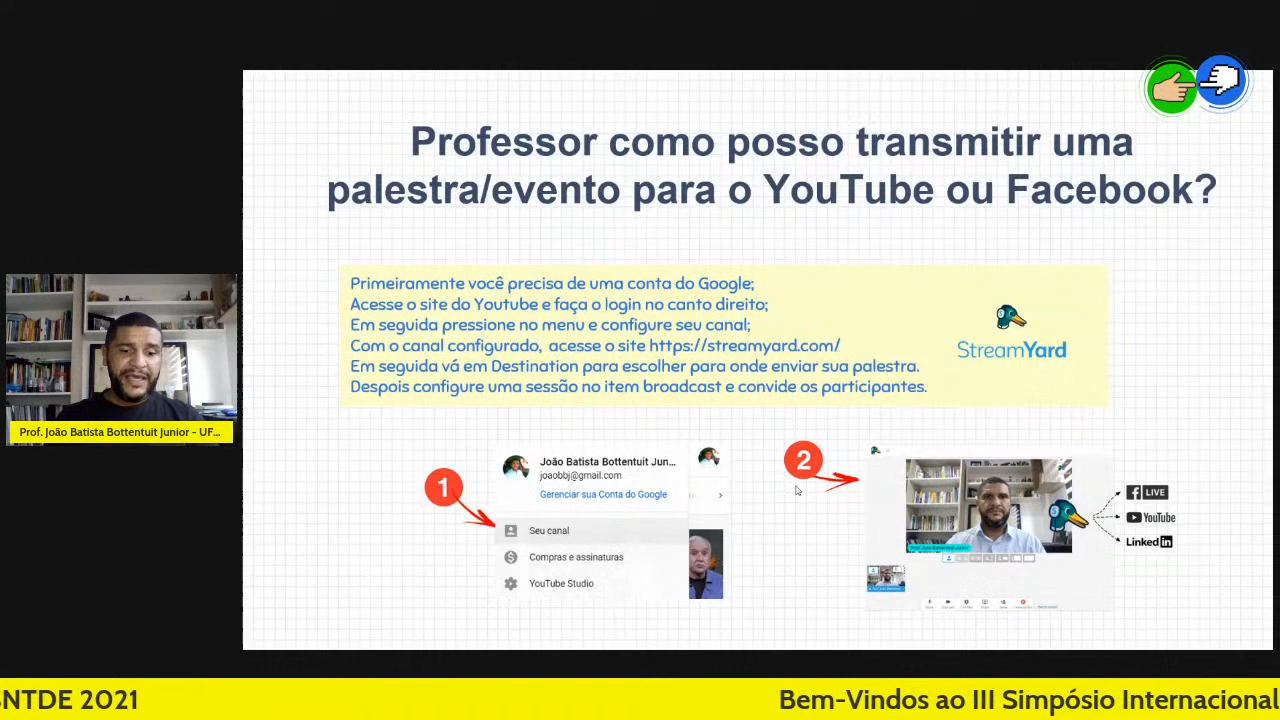 Professor como posso transmitir uma
palestra/evento para o YouTube ou Facebook?
Primeiramente você precisa de uma conta do Google;
Acesse o site do Youtube e faça o login no canto direito;
Em seguida pressione no menu e configure seu canal;
Com o canal configurado, acesse o site https://streamyard.com/
Em seguida vá em Destination para escolher para onde enviar sua palestra.
Despois configure uma sessão no item broadcast e convide os participantes.
StreamYard
Prof. João Batista Bottentuit Junior - UF...
1
João Batista Bottentuit Jun...
joaobbj@gmail.com
Gerenciar sua Conta do Google
Seu canal
Compras e assinaturas
YouTube Studio
2
Prof. João Bottentuit Junior
LIVE
YouTube
Linked in
NTDE 2021
Bem-Vindos ao III Simpósio Internacional